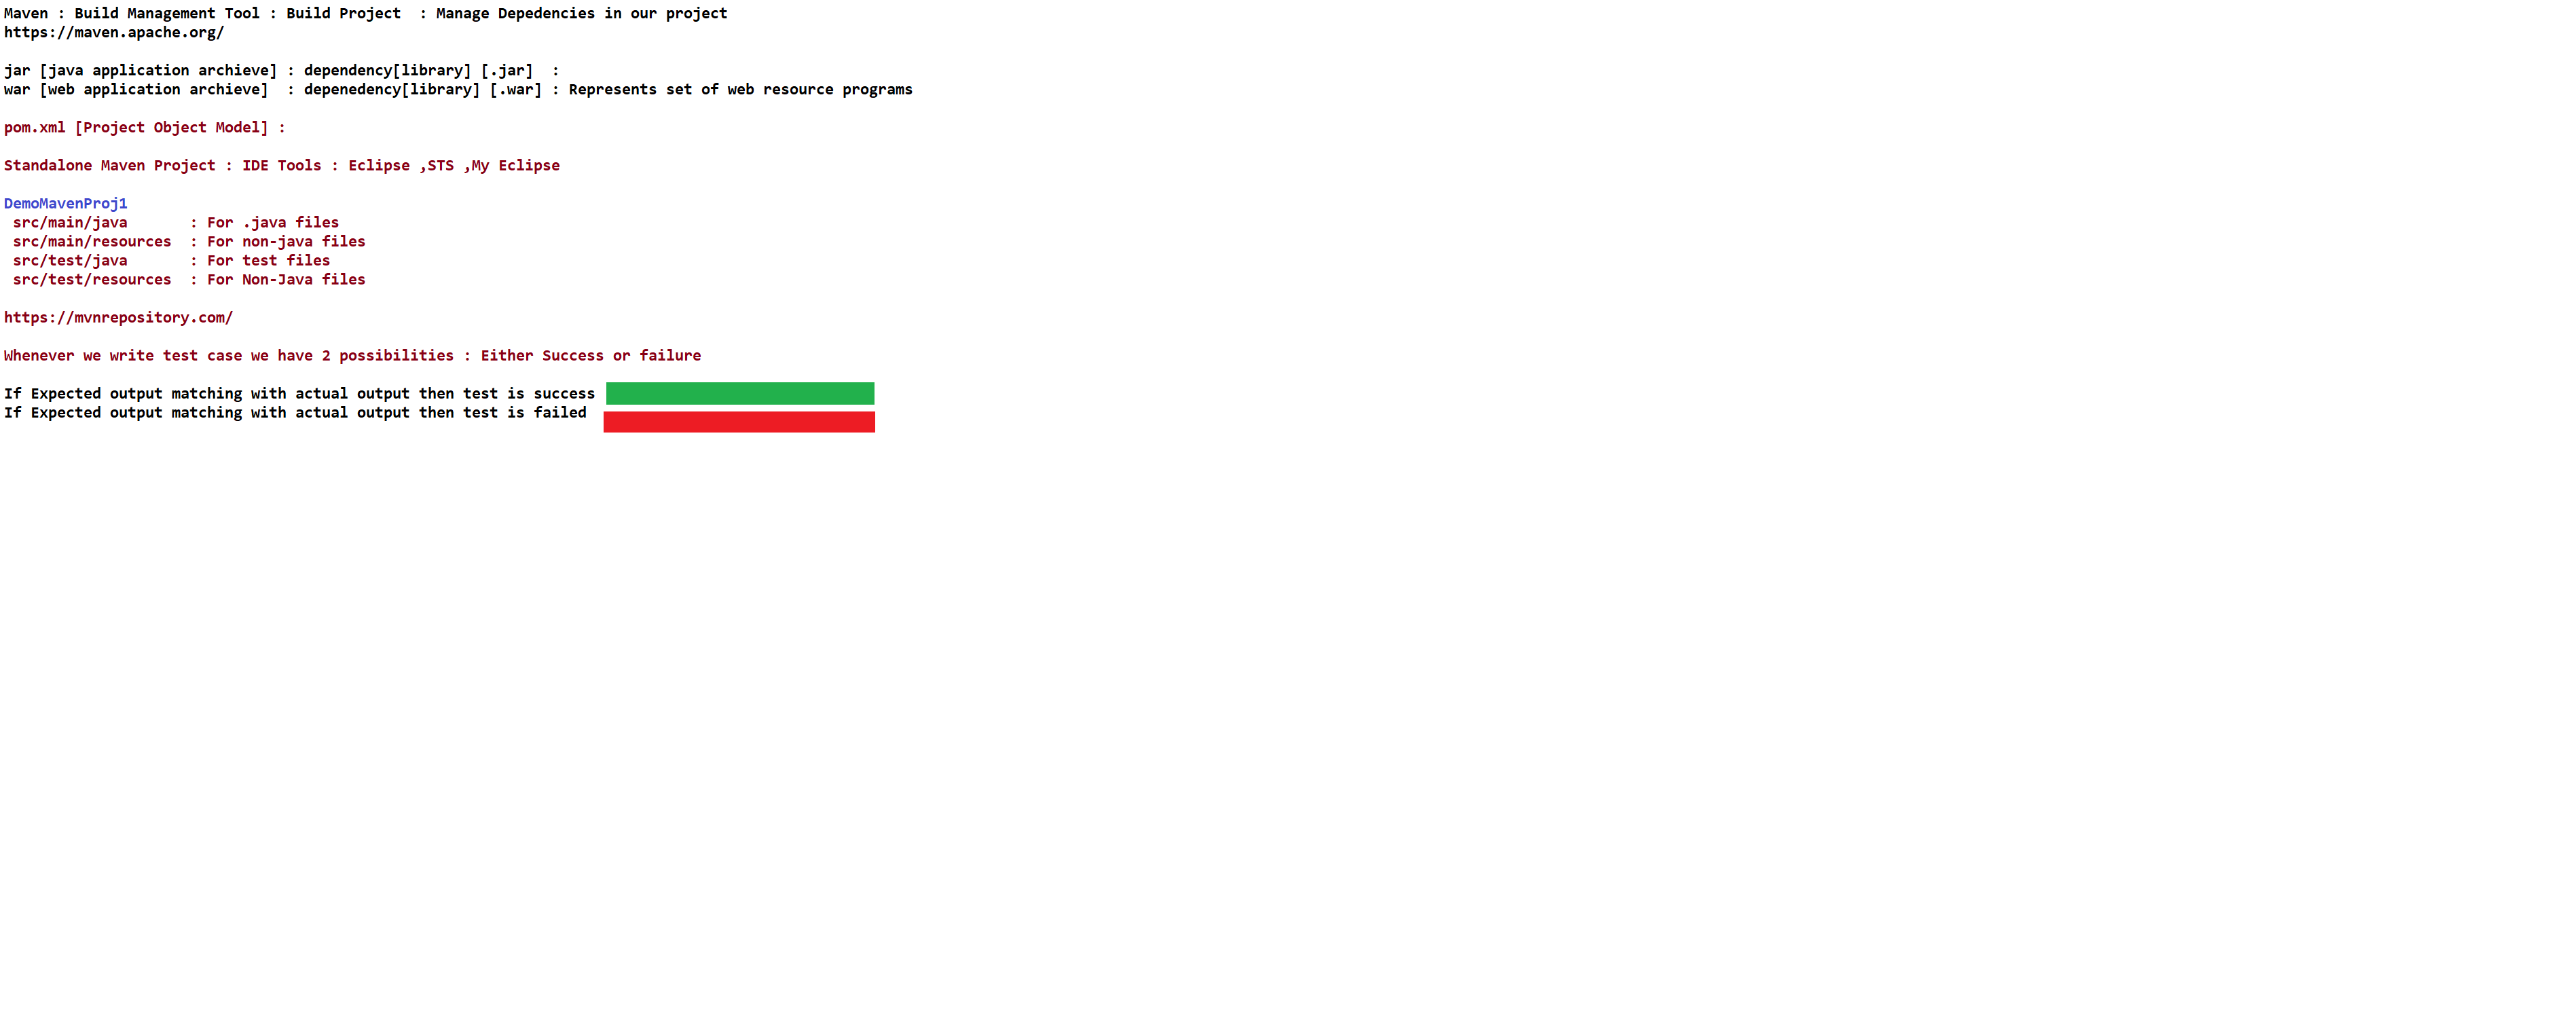 Maven : Build Management Tool : Build Project  : Manage Depedencies in our project
https://maven.apache.org/
jar [java application archieve] : dependency[library] [.jar]  :
war [web application archieve]  : depenedency[library] [.war] : Represents set of web resource programs
pom.xml [Project Object Model] :
Standalone Maven Project : IDE Tools : Eclipse ,STS ,My Eclipse
DemoMavenProj1
src/main/java       : For .java files
src/main/resources  : For non-java files
src/test/java       : For test files
src/test/resources  : For Non-Java files
https://mvnrepository.com/
Whenever we write test case we have 2 possibilities : Either Success or failure
If Expected output matching with actual output then test is success
If Expected output matching with actual output then test is failed